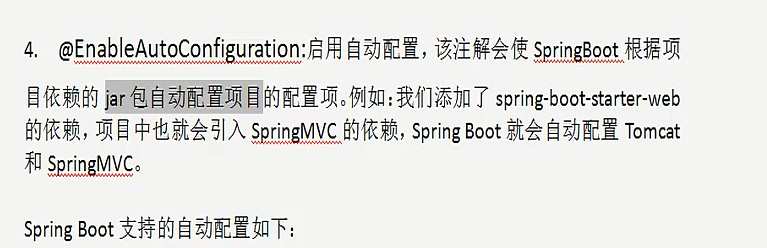 4. @EnableAutoConfiguration:启用自动配置，该注解会使 SpringBoot 根据项
目依赖的 jar 包自动配置项目的配置项。例如：我们添加了 spring-boot-starter-web
的依赖，项目中也就会引入 SpringMVC 的依赖，Spring Boot 就会自动配置 Tomcat
和 SpringMVC。
Spring Boot 支持的自动配置如下：